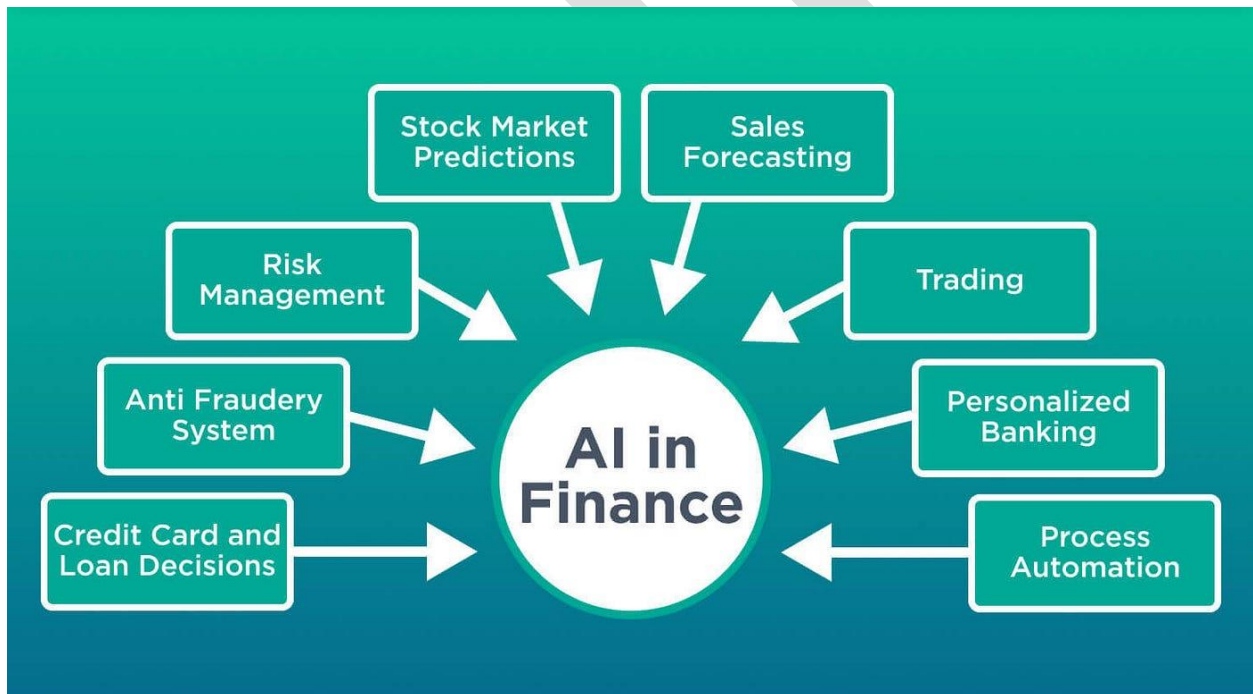 Stock Market
Predictions
Sales
Forecasting
Risk
Management
Trading
Anti Fraudery
System
Personalized
Banking
AI in
Finance
Credit Card and
Loan Decisions
Process
Automation